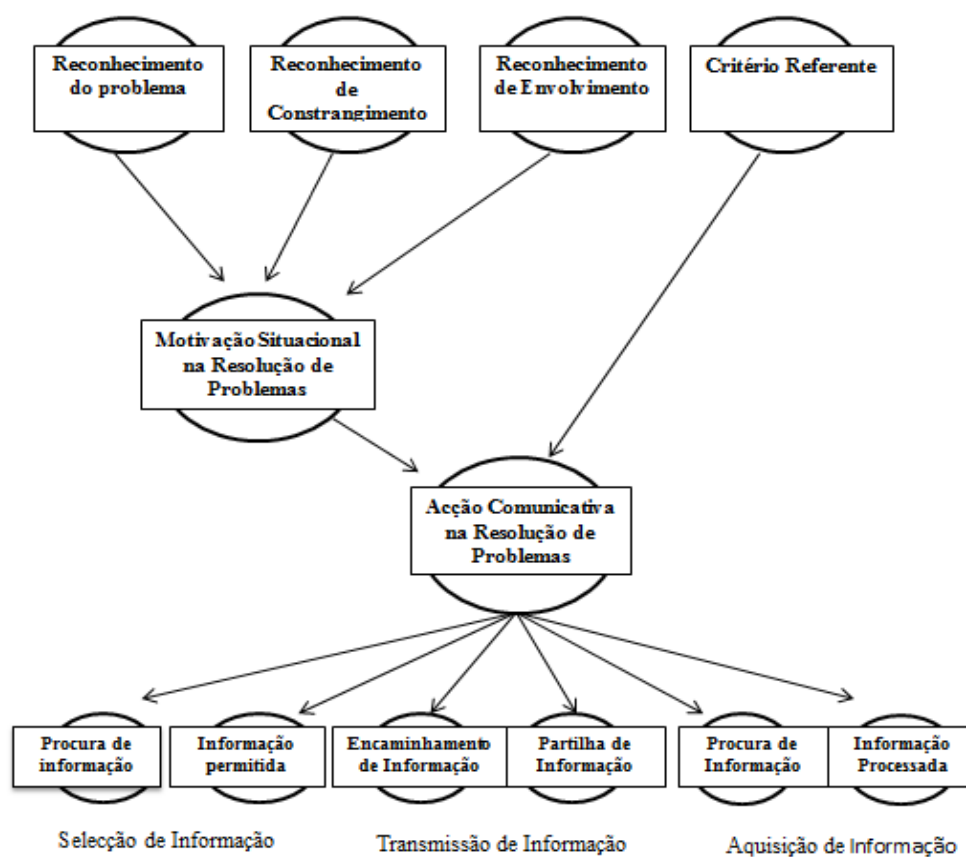 Reconhecimento
do problema
Reconhecimento
de
Constrangimento
Reconhecimento
de Envolvimento
Critério Referente
Motivação Situacional
na Resolução de
Problemas
Acção Comunicativa
na Resolução de
Problemas
Procura de
informação
Informação
permitida
Encaminhamento
de Informação
Partilha de
Informação
Procura de
Informação
Informação
Processada
Selecção de Informação
Transmissão de Informação
Aquisição de Informação